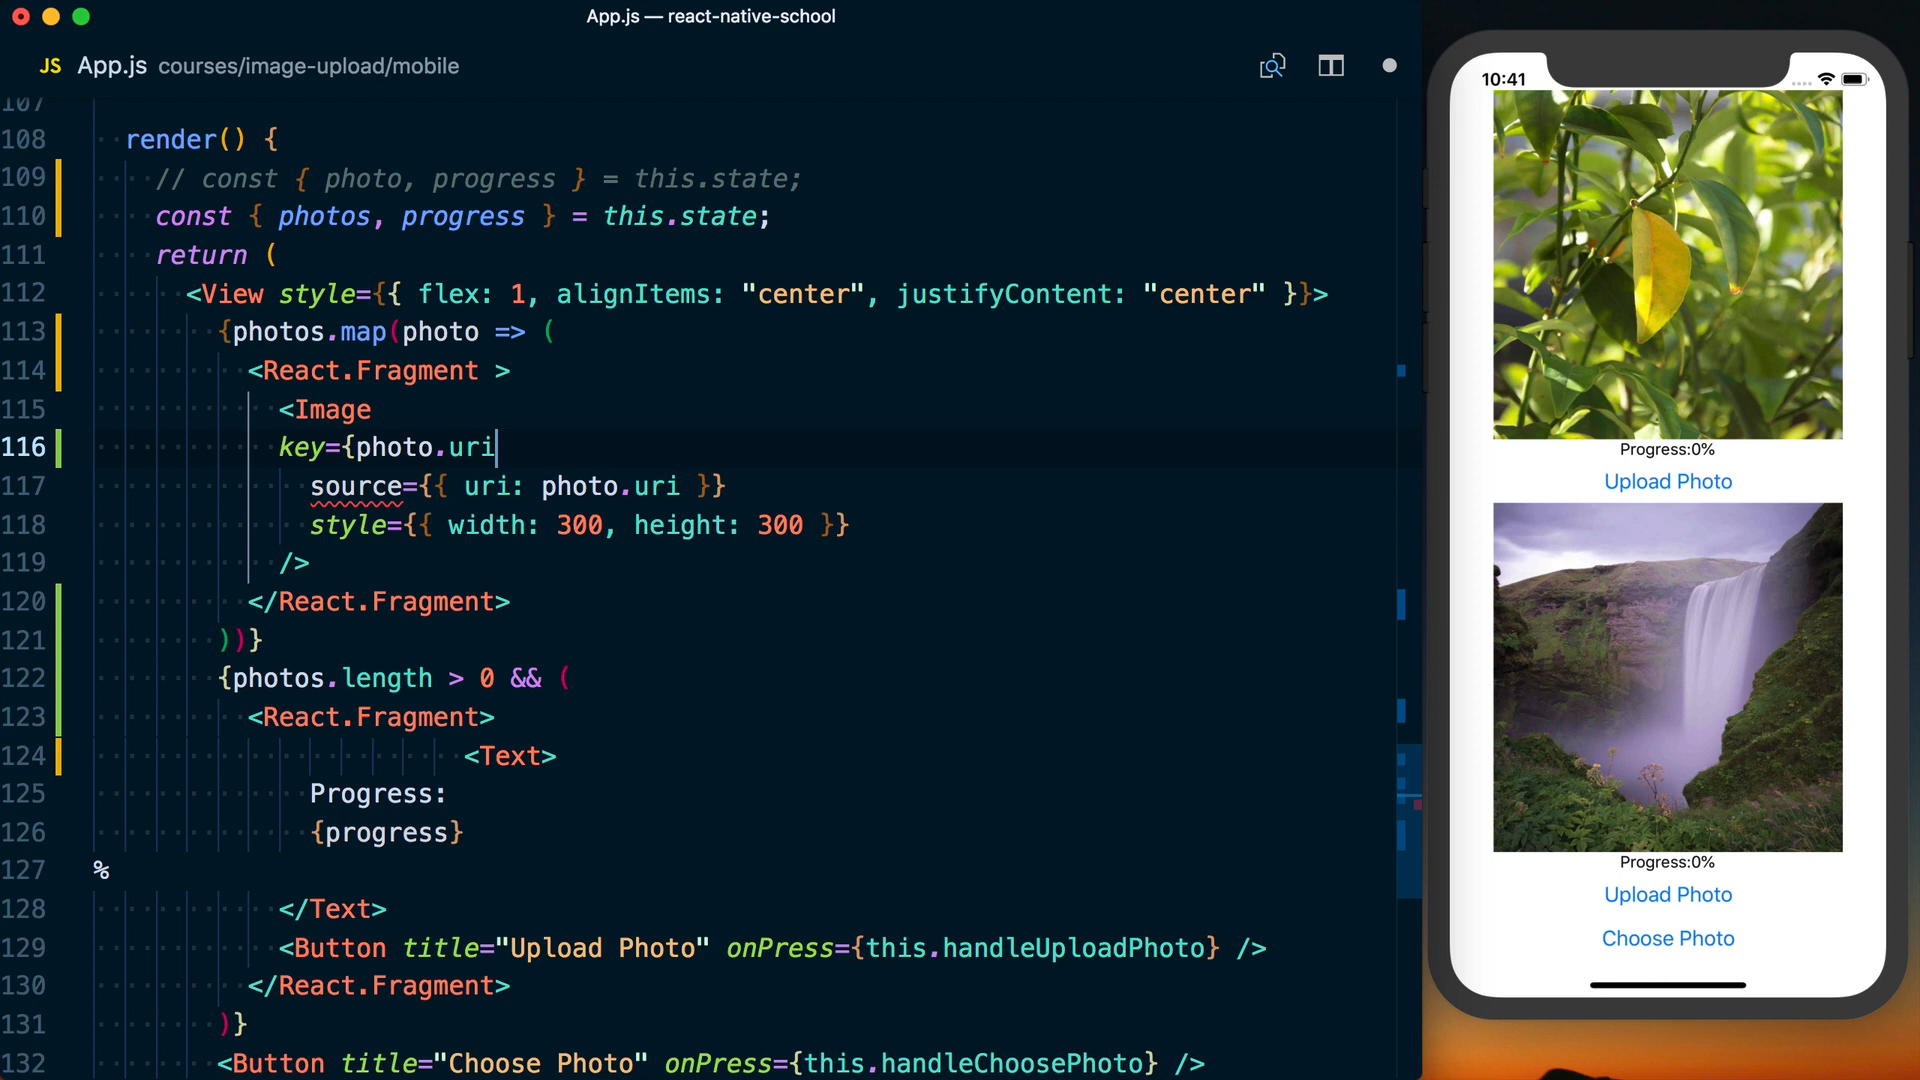 App.js — react-native-school
JS App.js courses/image-upload/mobile
107
108 render() {
109 // const { photo, progress } = this.state;
110 const { photos, progress } = this.state;
111 return (
112 <View style={{ flex: 1, alignItems: "center", justifyContent: "center" }}>
113 {photos.map(photo => (
114 <React.Fragment >
115 <Image
116 key={photo.uri
117 source={{ uri: photo.uri }}
118 style={{ width: 300, height: 300 }}
119 />
120 </React.Fragment>
121 ))}
122 {photos.length > 0 && (
123 <React.Fragment>
124 <Text>
125 Progress:
126 {progress}
127 %
128 </Text>
129 <Button title="Upload Photo" onPress={this.handleUploadPhoto} />
130 </React.Fragment>
131 )}
132 <Button title="Choose Photo" onPress={this.handleChoosePhoto} />
10:41
Progress:0%
Upload Photo
Progress:0%
Upload Photo
Choose Photo